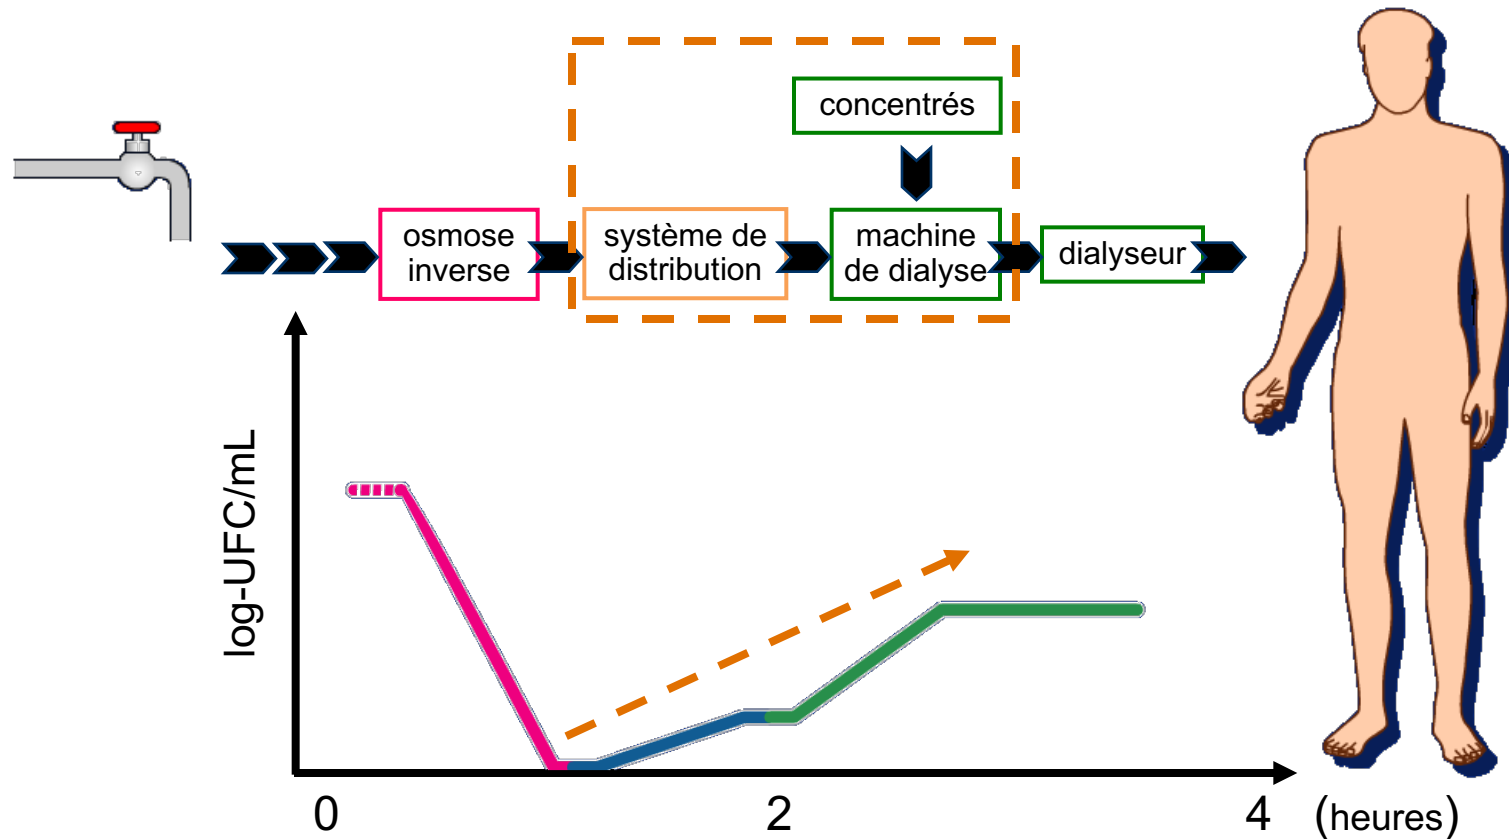 concentrés
osmose
inverse
système de
distribution
machine
de dialyse
dialyseur
log-UFC/mL
0
2
4
(heures)